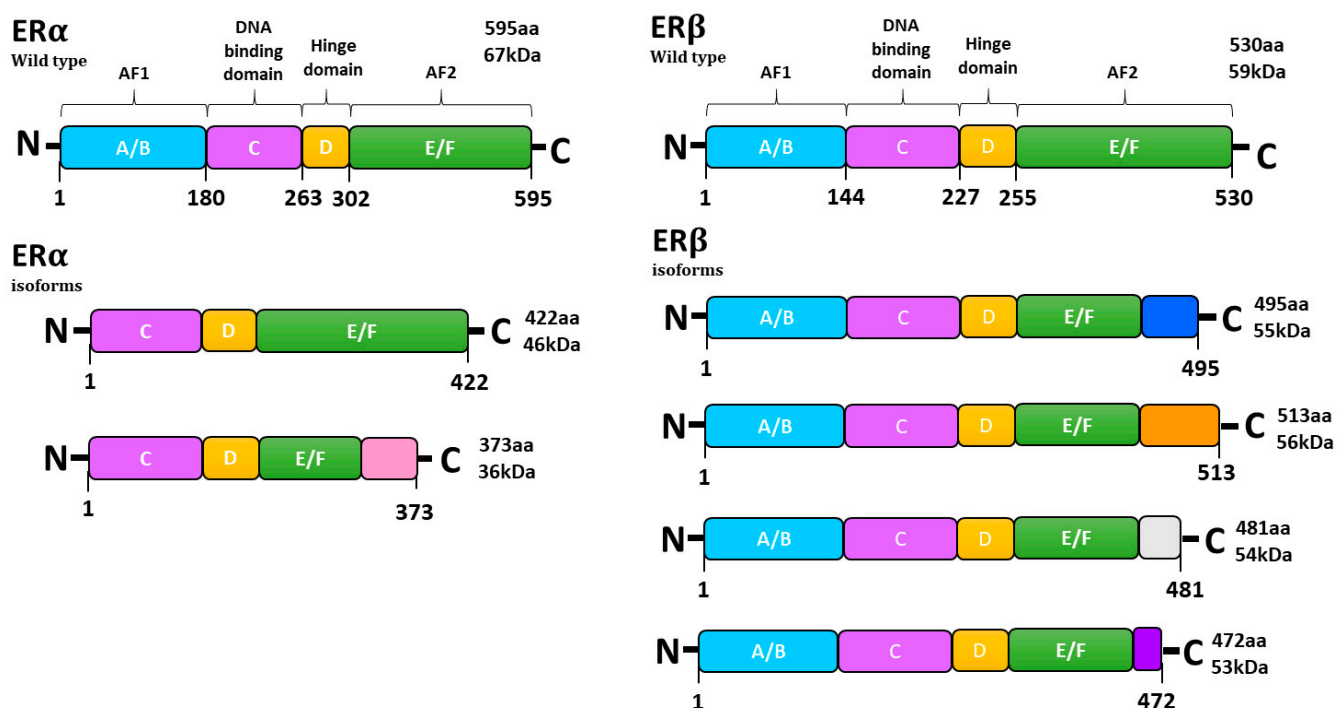 ERα
Wild type
595aa
67kDa
AF1
DNA
binding
domain
Hinge
domain
AF2
N
A/B
C
D
E/F
C
1
180
263
302
595
ERβ
Wild type
530aa
59kDa
AF1
DNA
binding
domain
Hinge
domain
AF2
N
A/B
C
D
E/F
C
1
144
227
255
530
ERα
isoforms
N
C
D
E/F
C
422aa
46kDa
1
422
N
C
D
E/F
C
373aa
36kDa
1
373
ERβ
isoforms
N
A/B
C
D
E/F
C
495aa
55kDa
1
495
N
A/B
C
D
E/F
C
513aa
56kDa
1
513
N
A/B
C
D
E/F
C
481aa
54kDa
1
481
N
A/B
C
D
E/F
C
472aa
53kDa
1
472